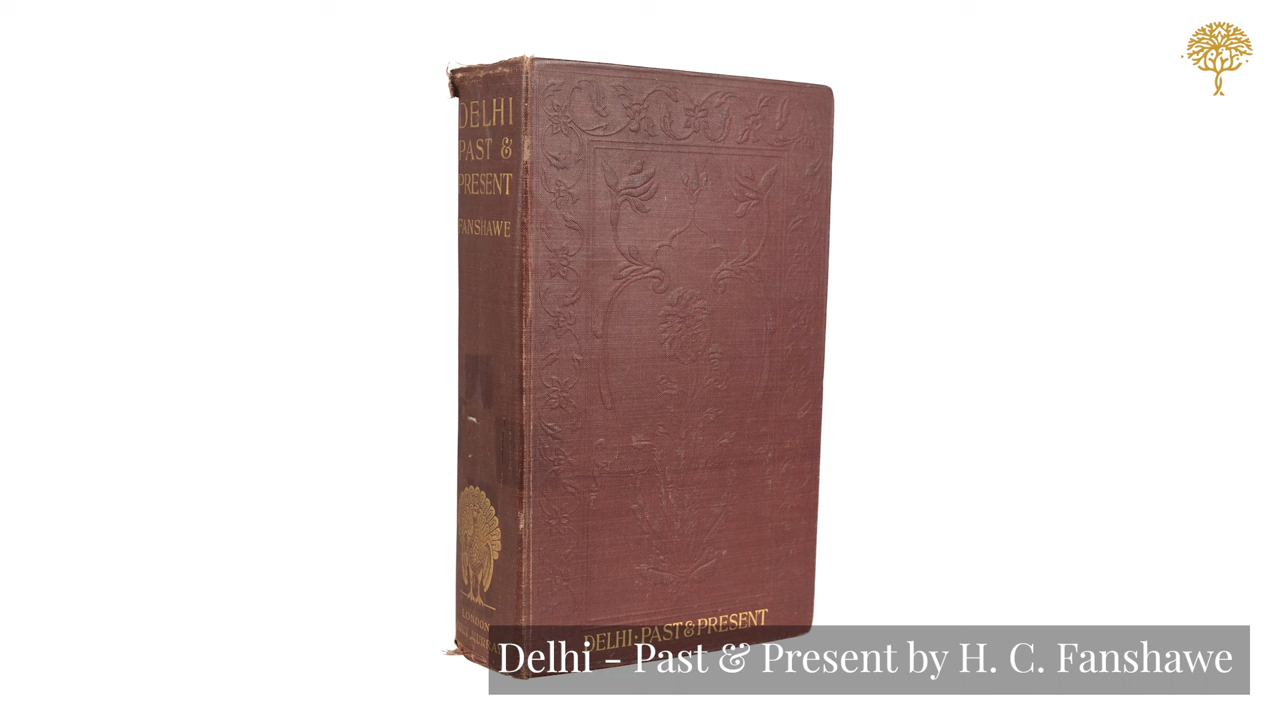 DELHI
PAST &
PRESENT
FANSHAWE
LONDON
DELHI · PAST & PRESENT
Delhi - Past & Present by H. C. Fanshawe